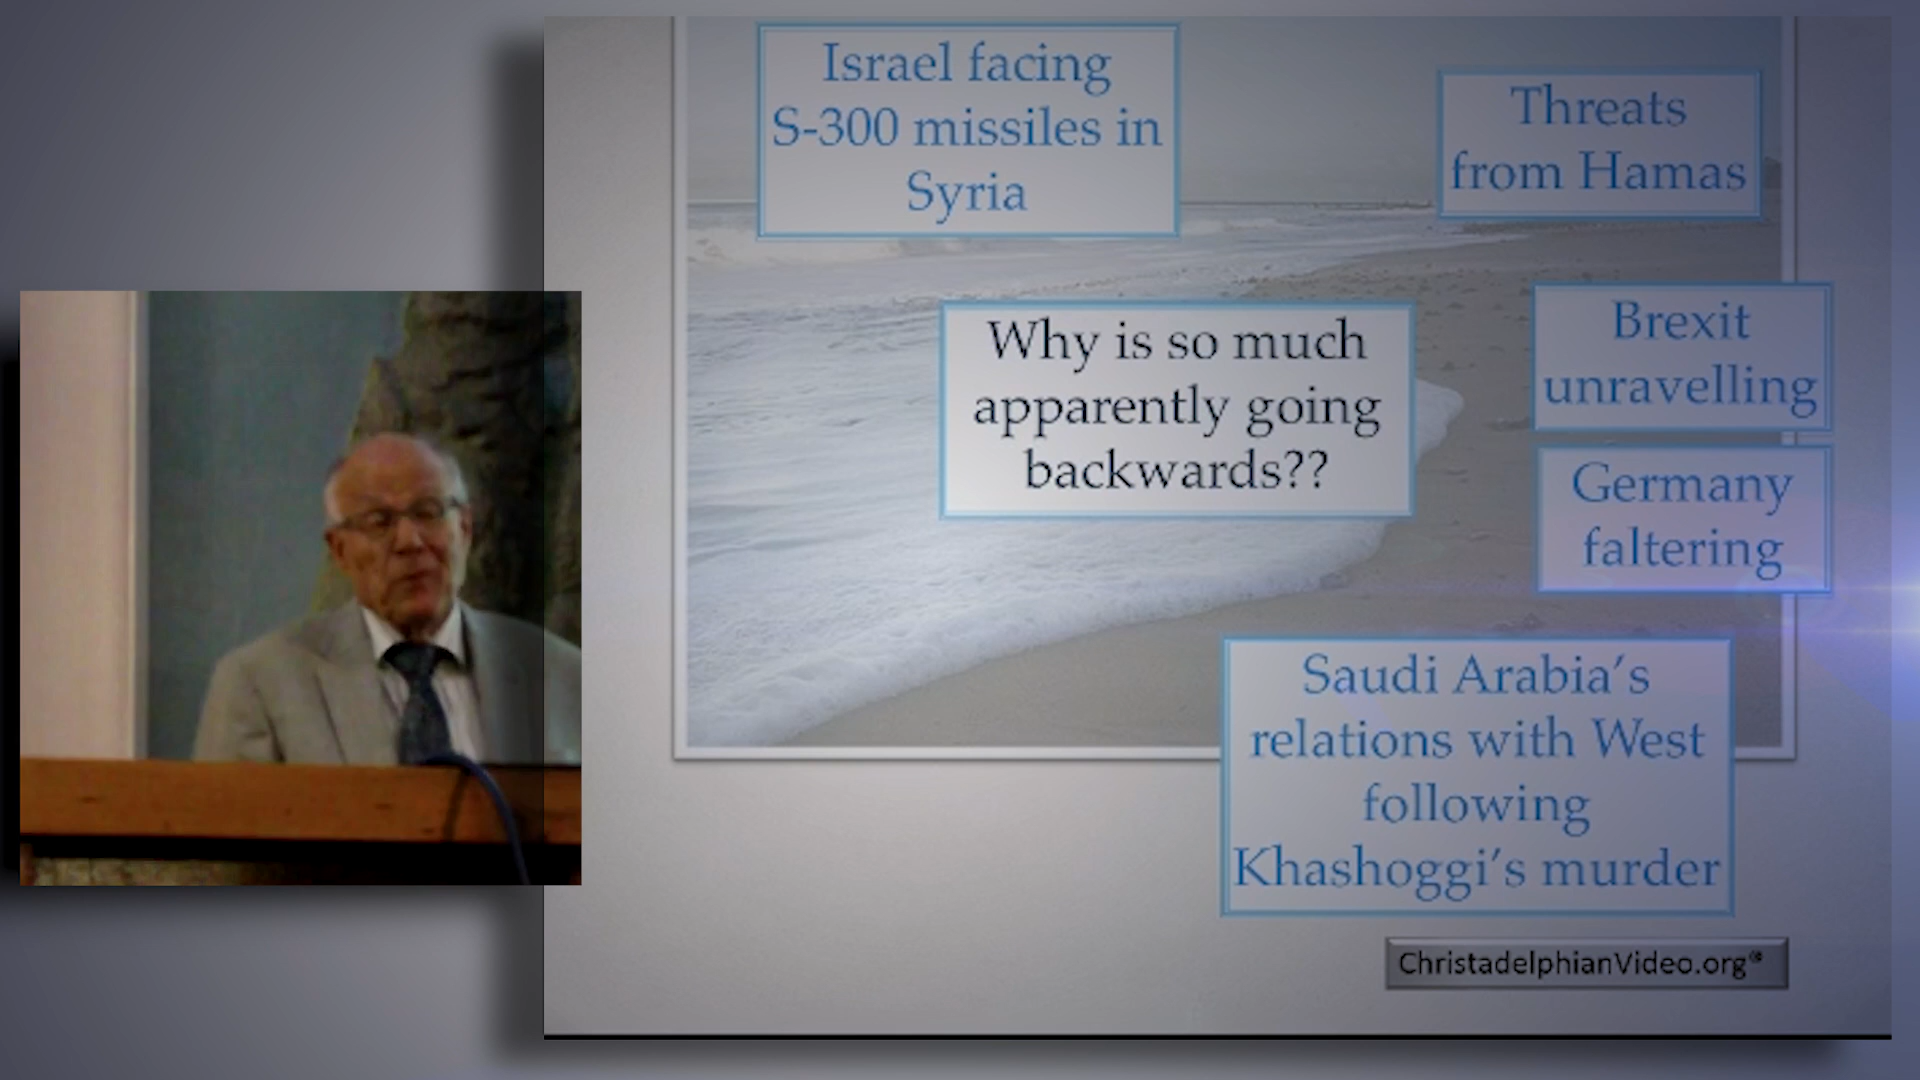 Israel facing
S-300 missiles in
Syria
Threats
from Hamas
Why is so much
apparently going
backwards??
Brexit
unravelling
Germany
faltering
Saudi Arabia's
relations with West
following
Khashoggi's murder
ChristadelphianVideo.org®